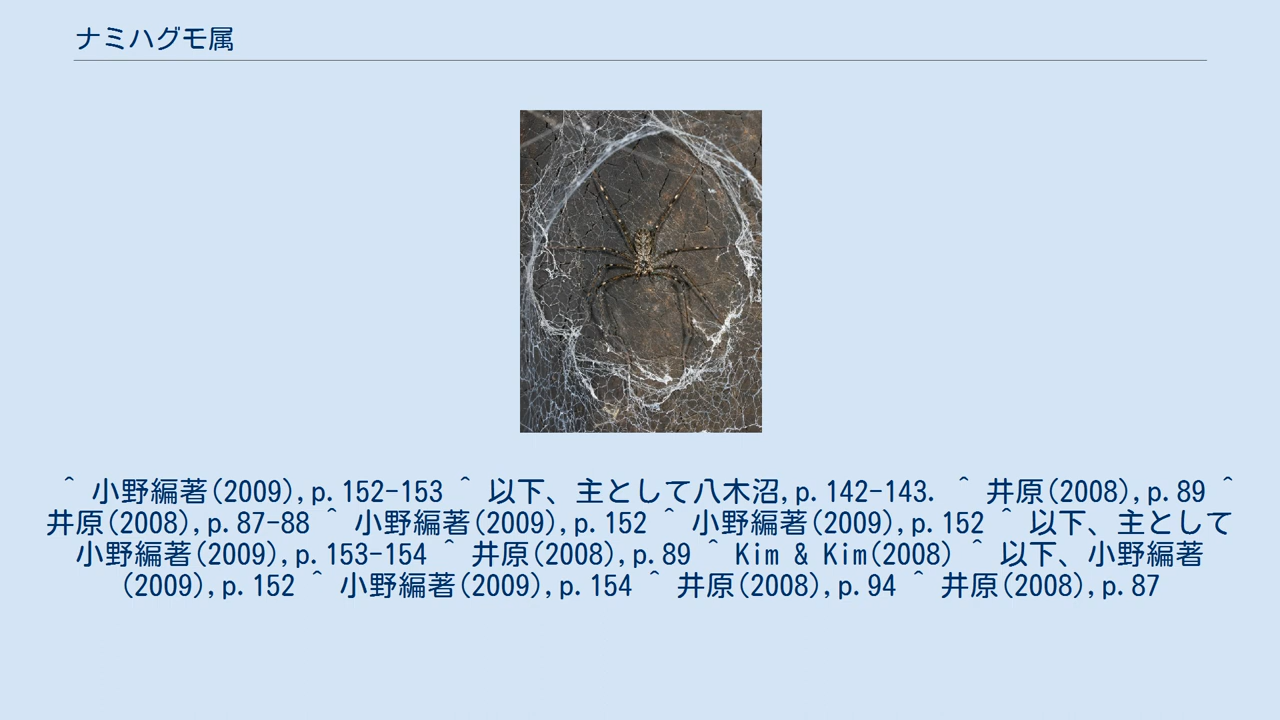 ナミハグモ属
^ 小野編著(2009),p.152-153 ^ 以下、主として八木沼,p.142-143. ^ 井原(2008),p.89 ^
井原(2008),p.87-88 ^ 小野編著(2009),p.152 ^ 小野編著(2009),p.152 ^ 以下、主として
小野編著(2009),p.153-154 ^ 井原(2008),p.89 ^ Kim & Kim(2008) ^ 以下、小野編著
(2009),p.152 ^ 小野編著(2009),p.154 ^ 井原(2008),p.94 ^ 井原(2008),p.87